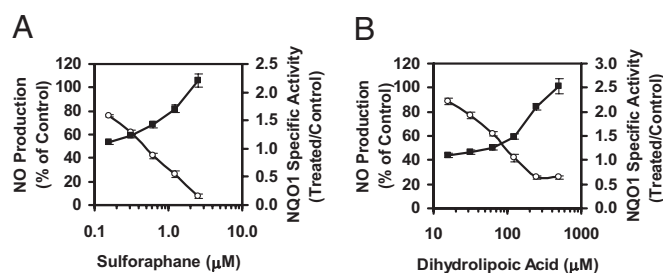 A
NO Production
(% of Control)
120
100
80
60
40
20
0
2.5
2.0
1.5
1.0
0.5
0.0
NQO1 Specific Activity
(Treated/Control)
0.1
1.0
10.0
Sulforaphane (μM)
B
NO Production
(% of Control)
120
100
80
60
40
20
0
3.0
2.5
2.0
1.5
1.0
0.5
0.0
NQO1 Specific Activity
(Treated/Control)
10
100
1000
Dihydrolipoic Acid (μM)